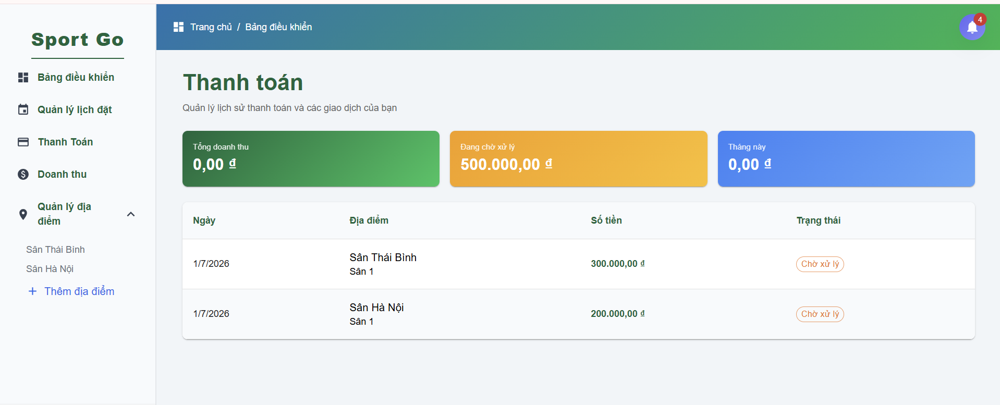 Sport Go
Bảng điều khiển
Quản lý lịch đặt
Thanh Toán
Doanh thu
Quản lý địa
điểm
Sân Thái Bình
Sân Hà Nội
+ Thêm địa điểm
Trang chủ / Bảng điều khiển
4
Thanh toán
Quản lý lịch sử thanh toán và các giao dịch của bạn
Tổng doanh thu
0,00 ₫
Đang chờ xử lý
500.000,00 ₫
Tháng này
0,00 ₫
Ngày Địa điểm Số tiền Trạng thái
1/7/2026 Sân Thái Bình 300.000,00 ₫ Chờ xử lý
Sân 1
1/7/2026 Sân Hà Nội 200.000,00 ₫ Chờ xử lý
Sân 1